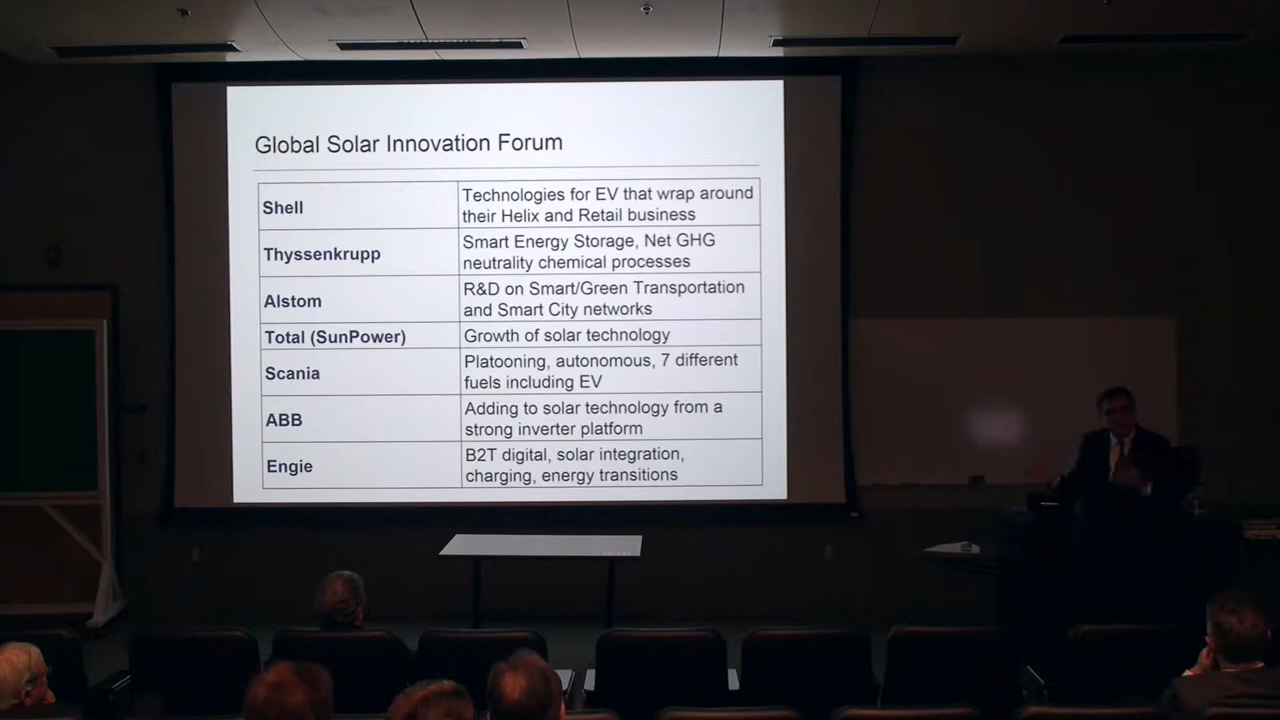 Global Solar Innovation Forum
Shell
Technologies for EV that wrap around
their Helix and Retail business
Thyssenkrupp
Smart Energy Storage, Net GHG
neutrality chemical processes
Alstom
R&D on Smart/Green Transportation
and Smart City networks
Total (SunPower)
Growth of solar technology
Scania
Platooning, autonomous, 7 different
fuels including EV
ABB
Adding to solar technology from a
strong inverter platform
Engie
B2T digital, solar integration,
charging, energy transitions